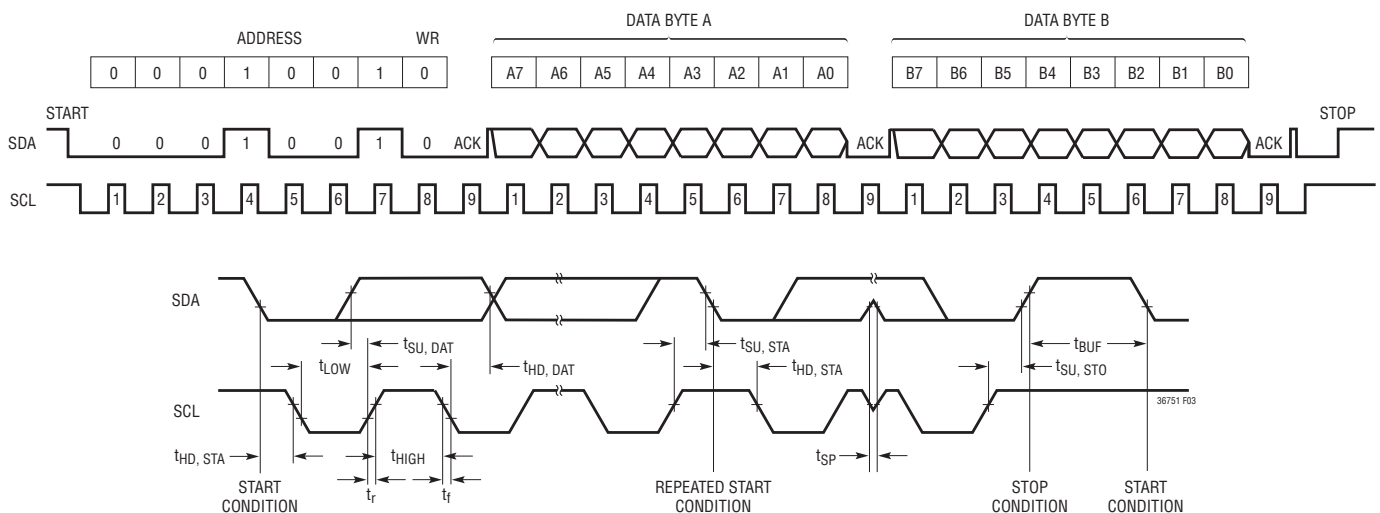 DATA BYTE A DATA BYTE B
ADDRESS WR
0 0 0 1 0 0 1 0 A7 A6 A5 A4 A3 A2 A1 A0 B7 B6 B5 B4 B3 B2 B1 B0
START STOP
SDA 0 0 0 1 0 0 1 0 ACK ACK ACK
SCL 1 2 3 4 5 6 7 8 9 1 2 3 4 5 6 7 8 9 1 2 3 4 5 6 7 8 9
SDA
tSU, DAT tSU, STA tBUF
tLOW tHD, DAT tHD, STA tSU, STO
SCL 36751 F03
tHD, STA tHIGH tSP
tr tf
START CONDITION
REPEATED START CONDITION
STOP CONDITION
START CONDITION